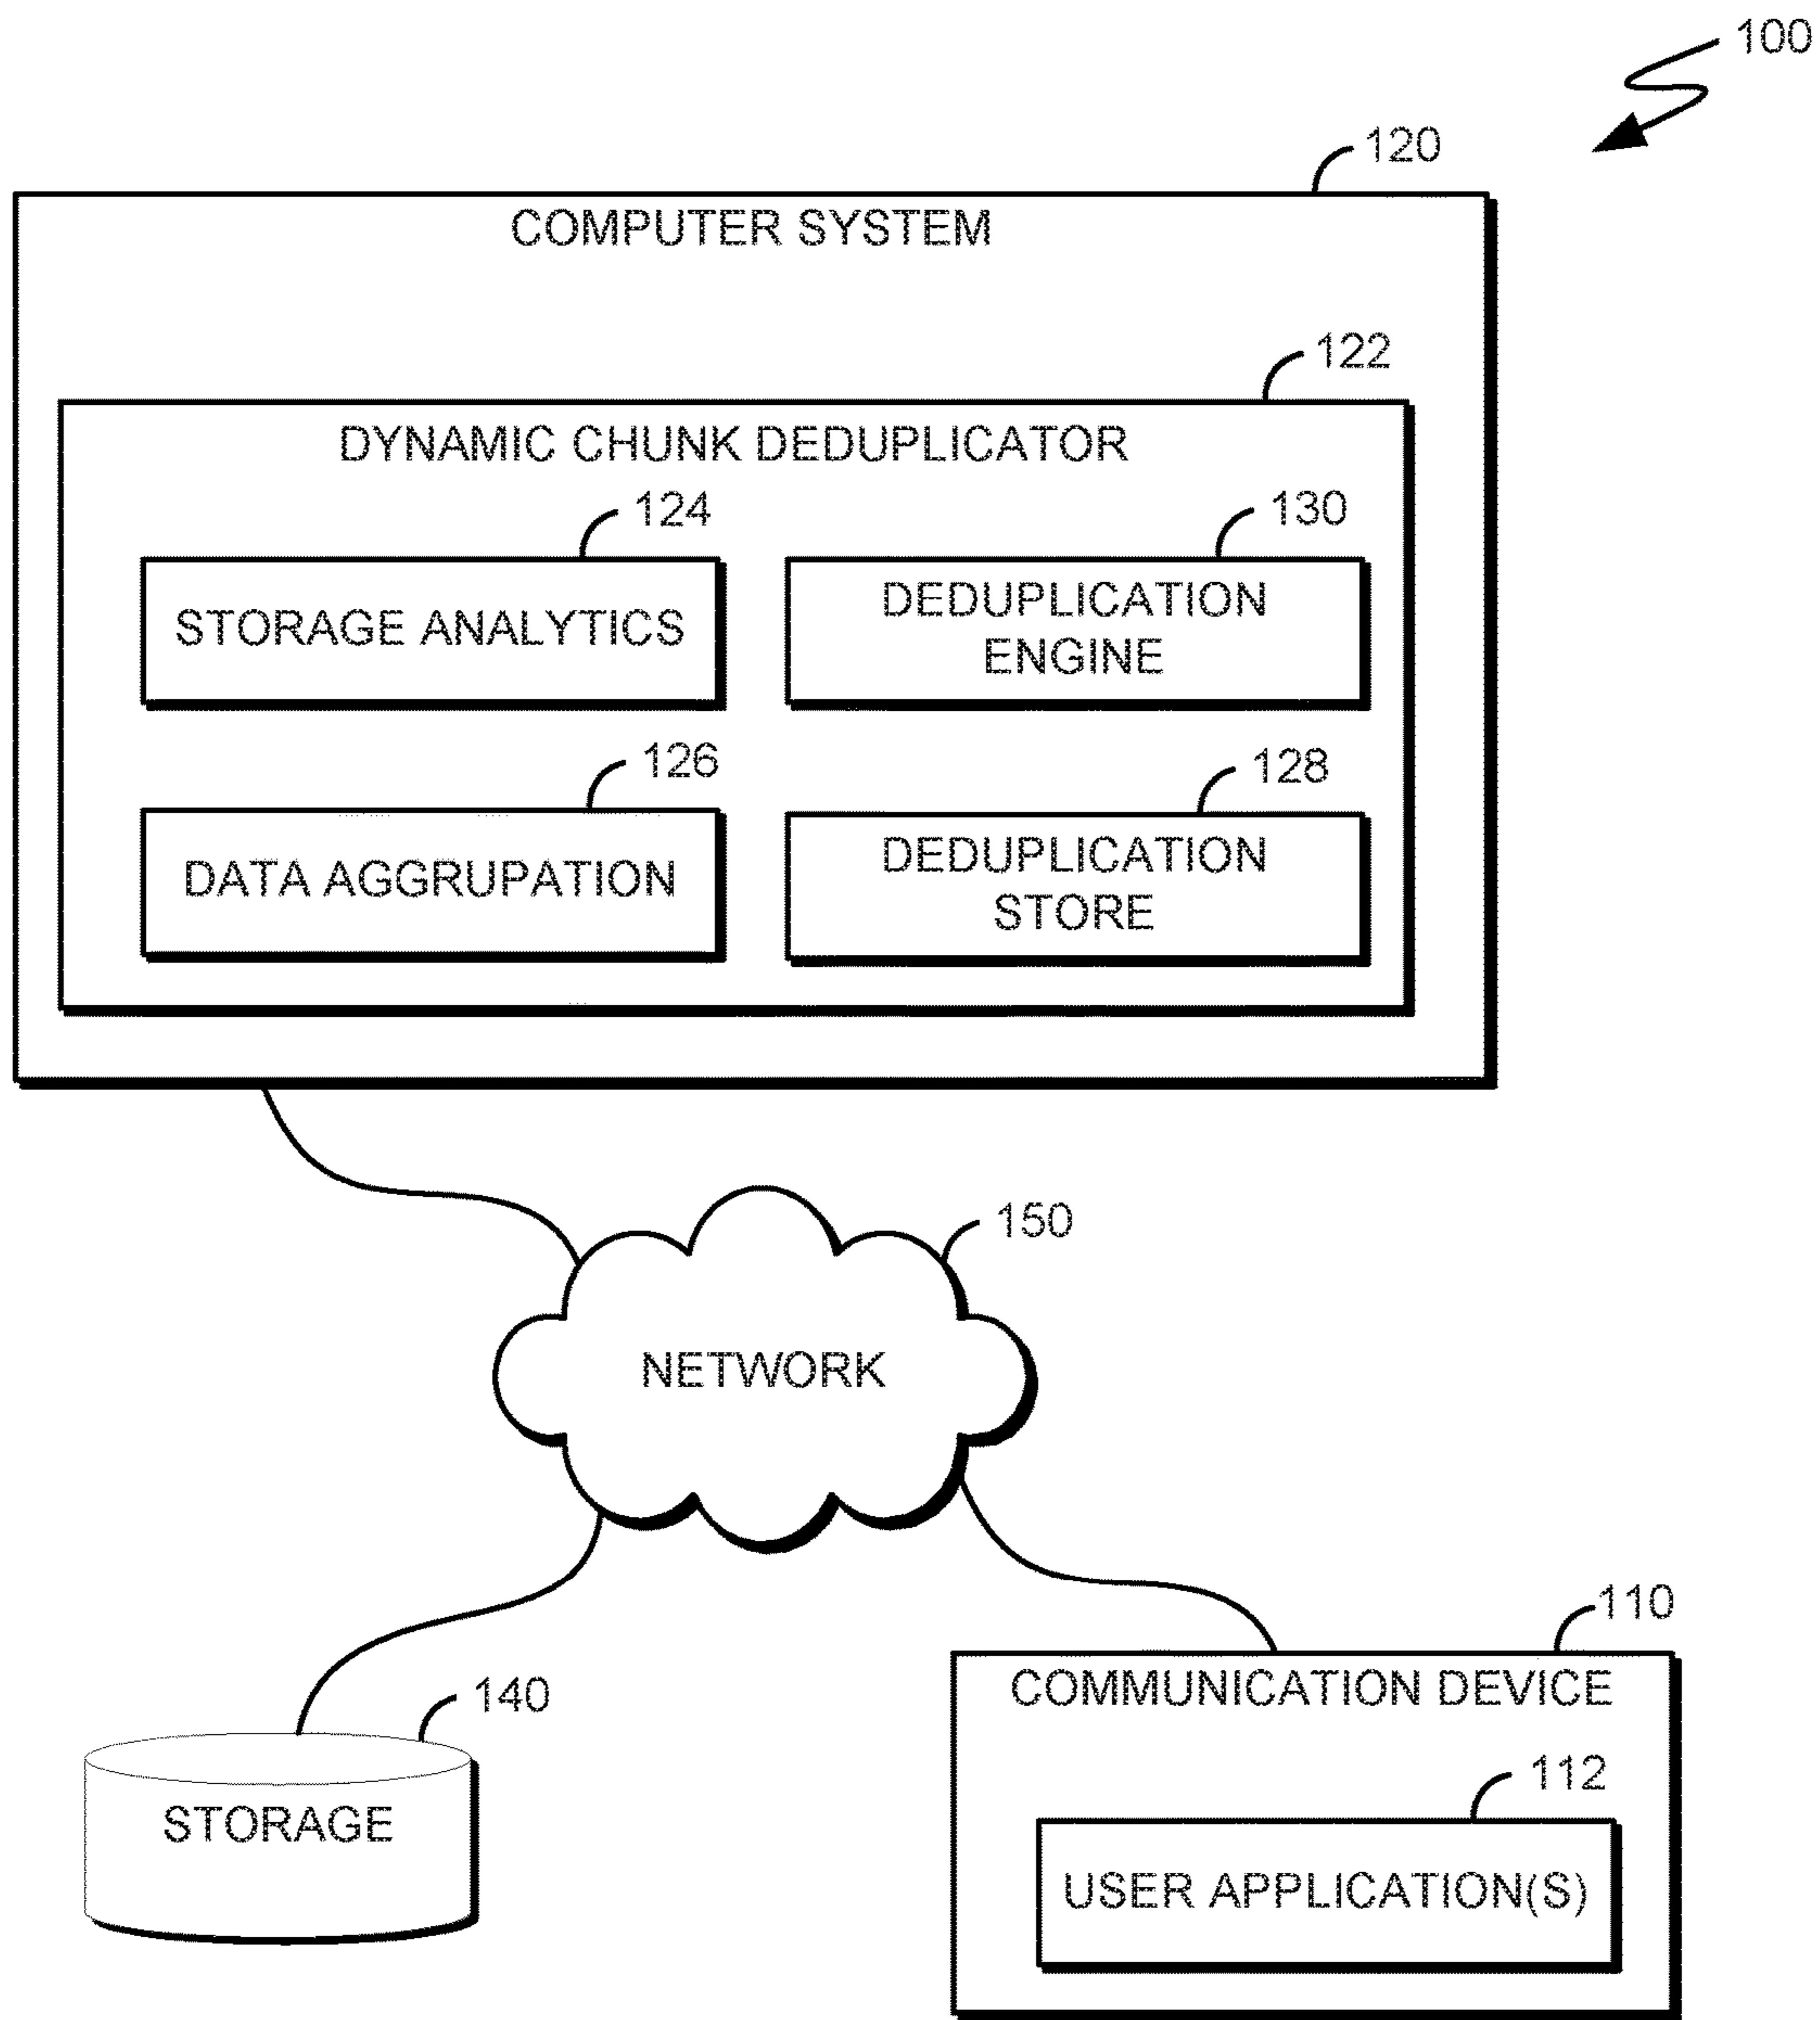 100
120
COMPUTER SYSTEM
122
DYNAMIC CHUNK DEDUPLICATOR
124
130
STORAGE ANALYTICS
DEDUPLICATION
ENGINE
126
128
DATA AGGRUPATION
DEDUPLICATION
STORE
150
NETWORK
110
COMMUNICATION DEVICE
140
STORAGE
112
USER APPLICATION(S)